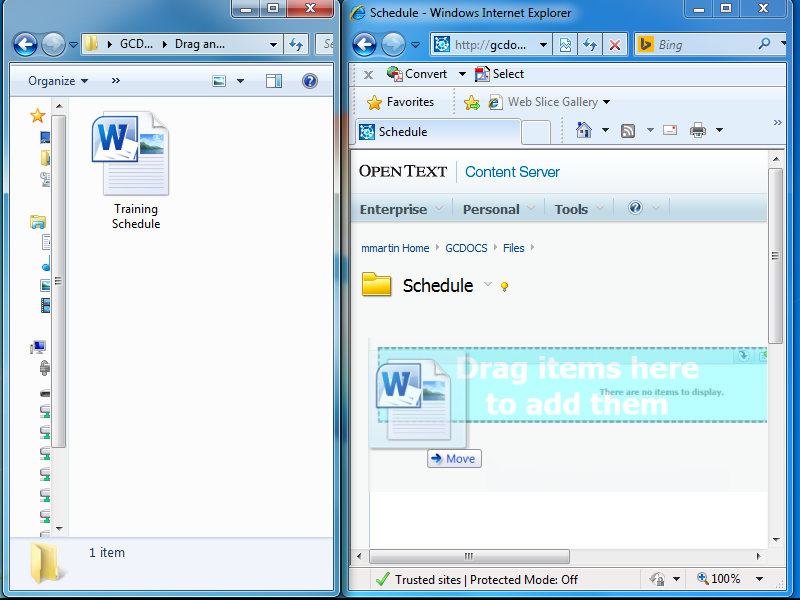 GCD... Drag an...
Organize »
Training
Schedule
1 item
Schedule - Windows Internet Explorer
http://gcdo...
Bing
Convert Select
Favorites Web Slice Gallery
Schedule »
OPEN TEXT Content Server
Enterprise Personal Tools
mmartin Home GCDOCS Files
Schedule
Drag items here
to add them
There are no items to display.
Move
Trusted sites | Protected Mode: Off 100%